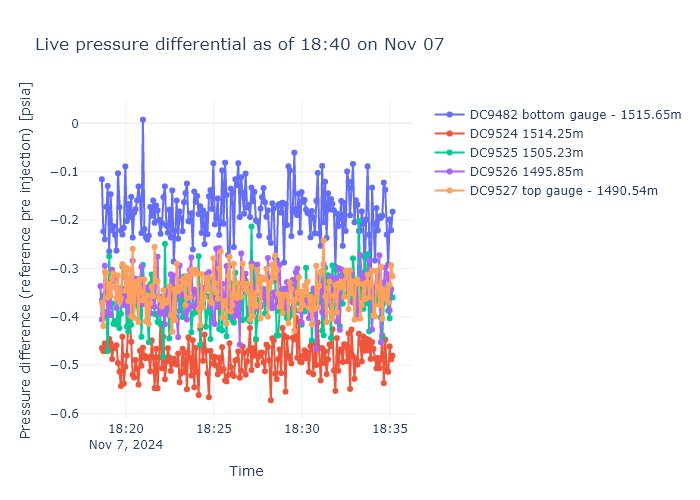 Live pressure differential as of 18:40 on Nov 07
Pressure difference (reference pre injection) [psia]
0
−0.1
−0.2
−0.3
−0.4
−0.5
−0.6
18:20
Nov 7, 2024
18:25
18:30
18:35
Time
DC9482 bottom gauge - 1515.65m
DC9524 1514.25m
DC9525 1505.23m
DC9526 1495.85m
DC9527 top gauge - 1490.54m